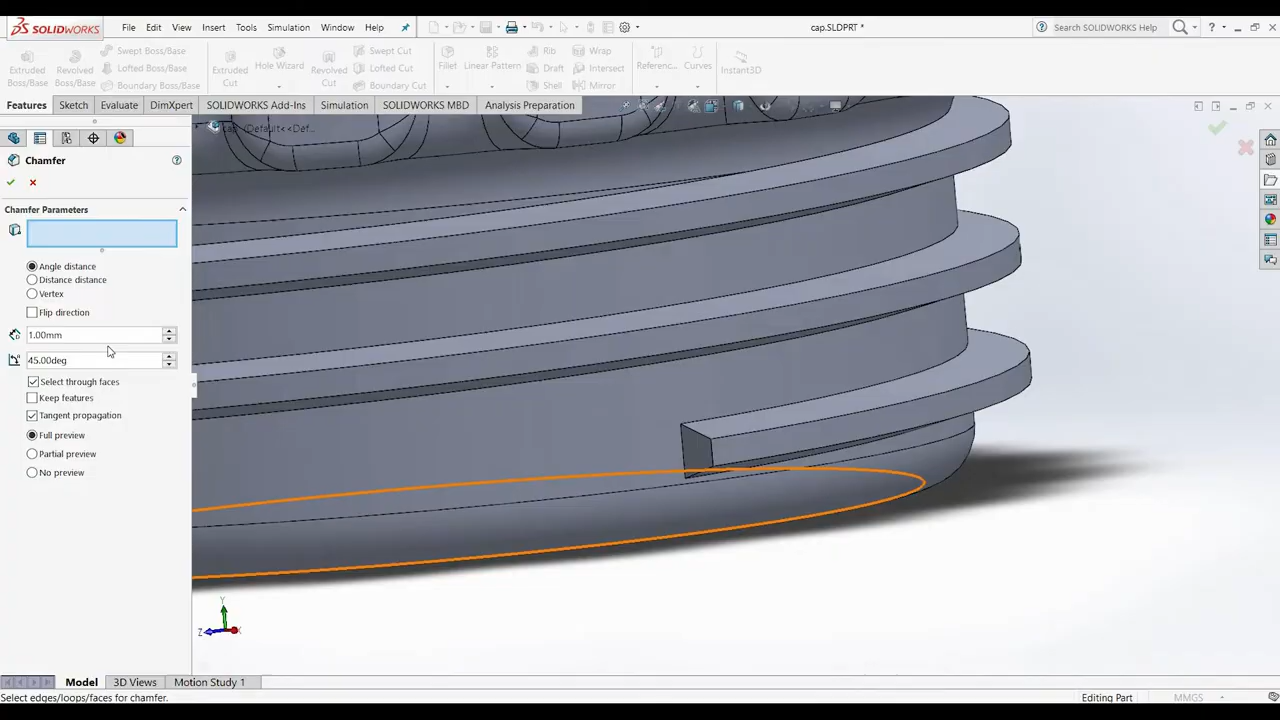 SOLIDWORKS File Edit View Insert Tools Simulation Window Help cap.SLDPRT * Search SOLIDWORKS Help
Extruded Boss/Base Revolved Boss/Base Swept Boss/Base Lofted Boss/Base Boundary Boss/Base Extruded Cut Hole Wizard Revolved Cut Swept Cut Lofted Cut Boundary Cut Fillet Linear Pattern Rib Draft Shell Wrap Intersect Mirror Referenc... Curves Instant3D
Features Sketch Evaluate DimXpert SOLIDWORKS Add-Ins Simulation SOLIDWORKS MBD Analysis Preparation
cap (Default<<Def...
Chamfer ?
Chamfer Parameters
Angle distance
Distance distance
Vertex
Flip direction
1.00mm
45.00deg
Select through faces
Keep features
Tangent propagation
Full preview
Partial preview
No preview
Y
Z X
Model 3D Views Motion Study 1
Select edges/loops/faces for chamfer. Editing Part MMGS